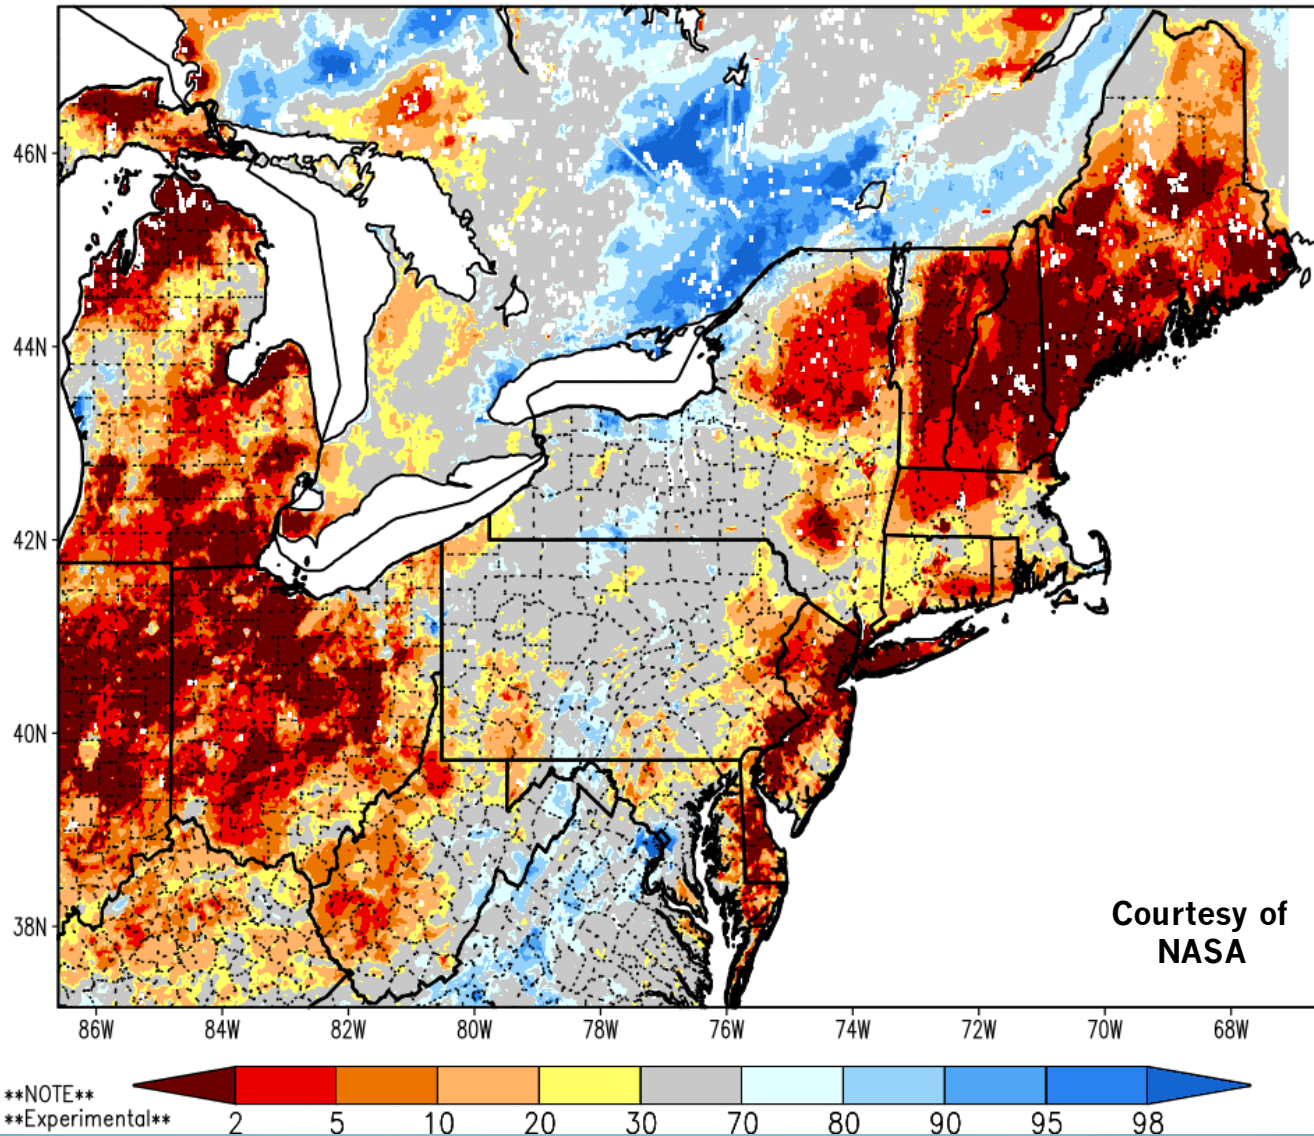 46N
44N
42N
40N
38N
Courtesy of
NASA
86W 84W 82W 80W 78W 76W 74W 72W 70W 68W
**NOTE**
**Experimental**
2 5 10 20 30 70 80 90 95 98